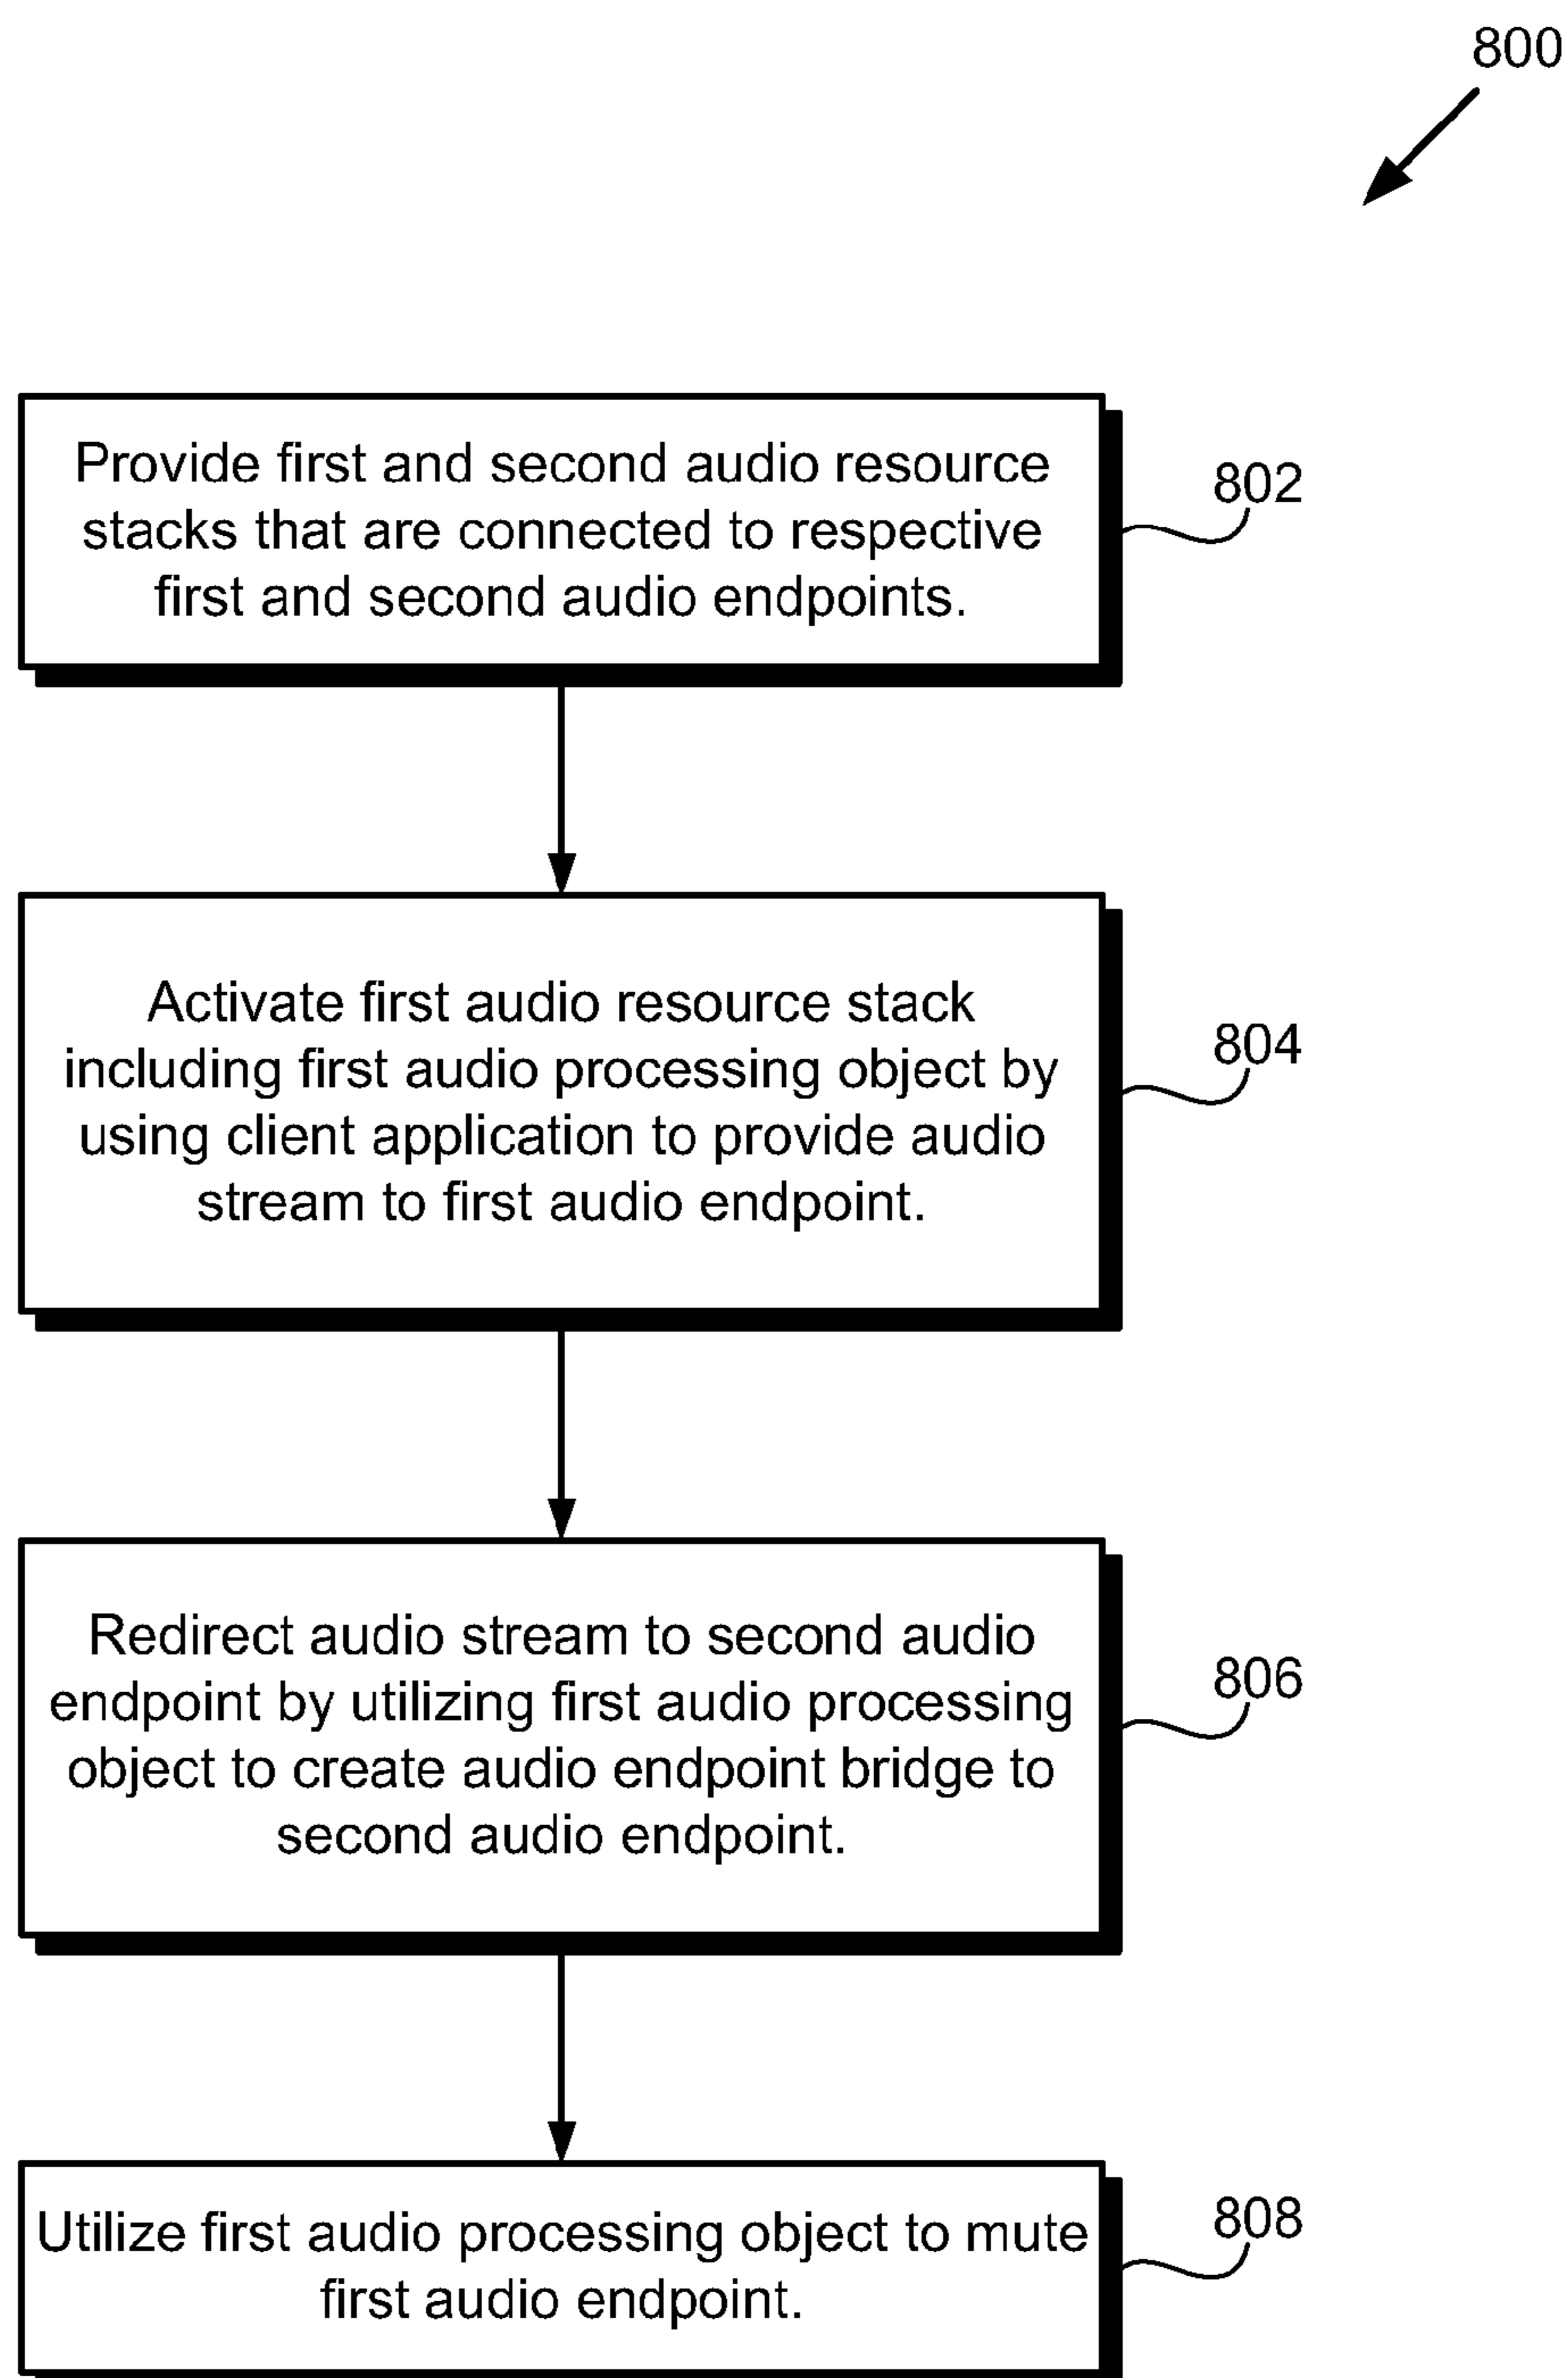 800
Provide first and second audio resource
stacks that are connected to respective
first and second audio endpoints.
802
Activate first audio resource stack
including first audio processing object by
using client application to provide audio
stream to first audio endpoint.
804
Redirect audio stream to second audio
endpoint by utilizing first audio processing
object to create audio endpoint bridge to
second audio endpoint.
806
Utilize first audio processing object to mute
first audio endpoint.
808